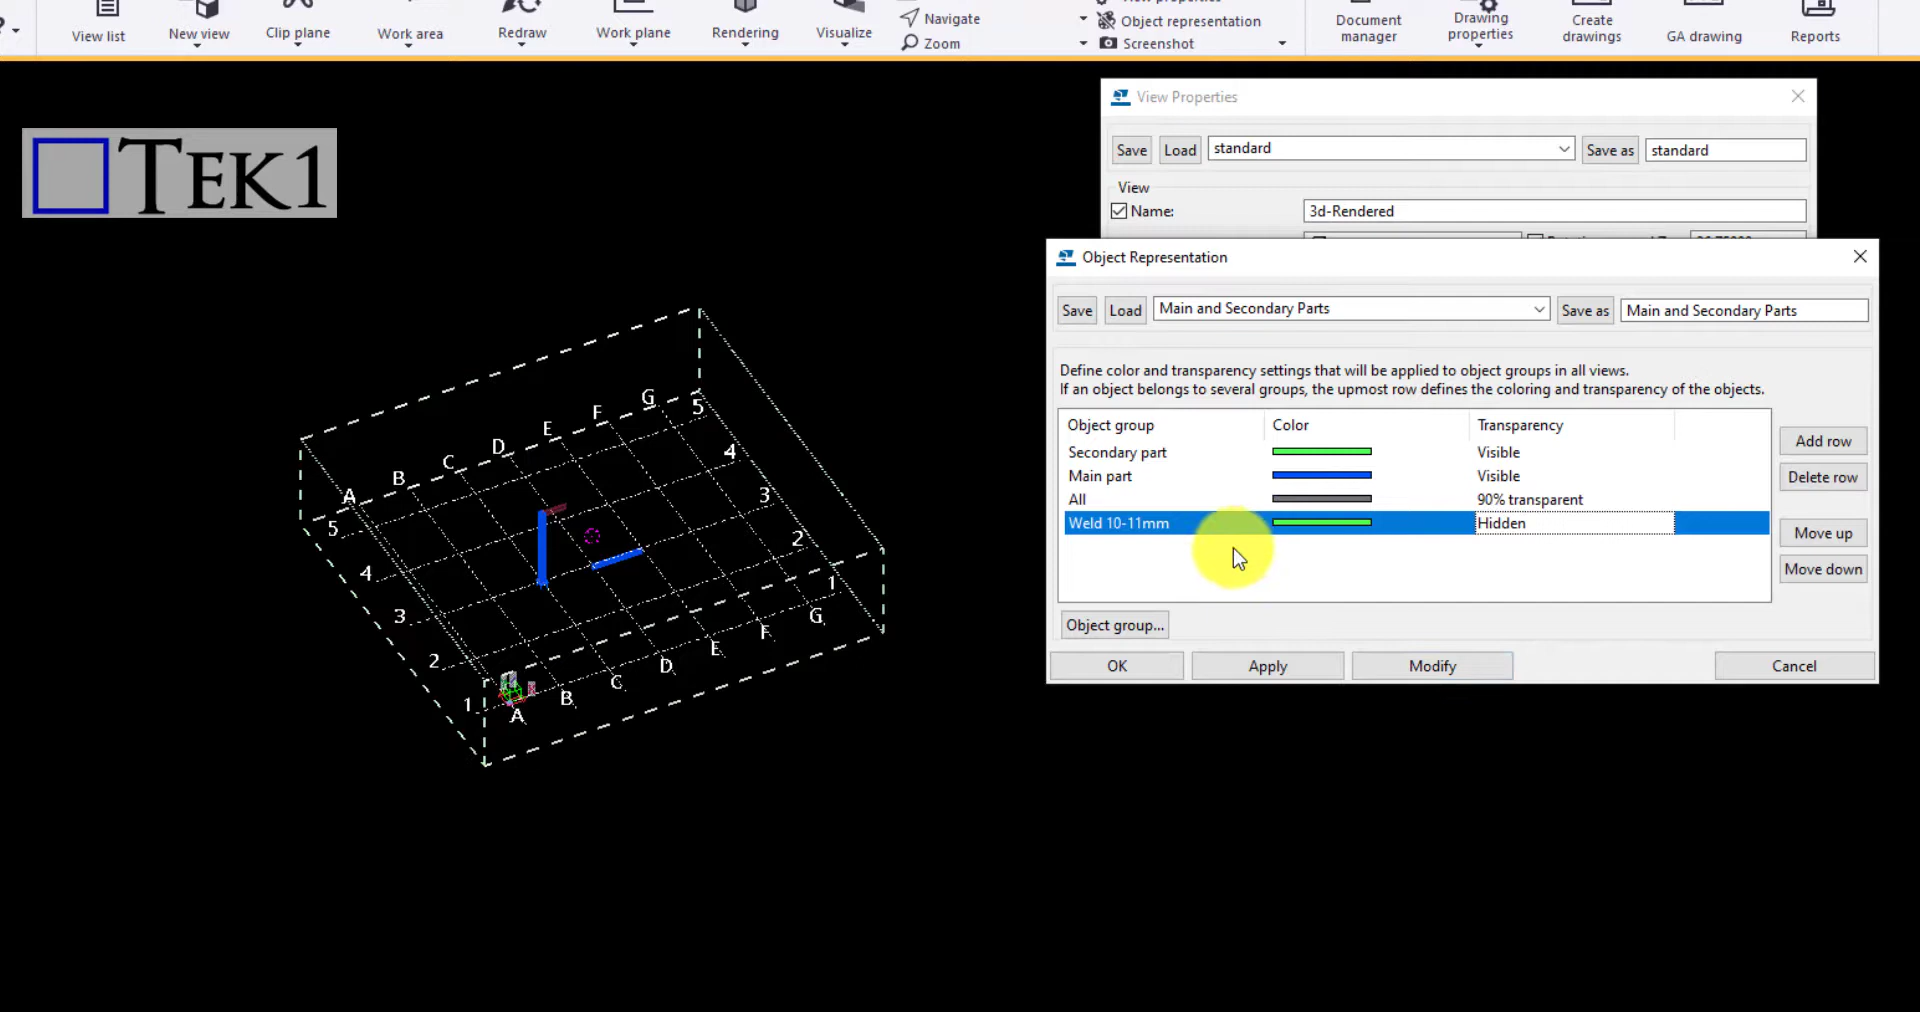 View list
New view
Clip plane
Work area
Redraw
Work plane
Rendering
Visualize
Navigate
Zoom
View properties
Object representation
Screenshot
Document manager
Drawing properties
Create drawings
GA drawing
Reports
TEK1
View Properties
Save
Load
standard
Save as
standard
View
Name:
3d-Rendered
Object Representation
Save
Load
Main and Secondary Parts
Save as
Main and Secondary Parts
Define color and transparency settings that will be applied to object groups in all views.
If an object belongs to several groups, the upmost row defines the coloring and transparency of the objects.
Object group
Color
Transparency
Secondary part
Visible
Main part
Visible
All
90% transparent
Weld 10-11mm
Hidden
Add row
Delete row
Move up
Move down
Object group...
OK
Apply
Modify
Cancel
G
F
5
E
D
4
C
B
A
3
5
2
4
1
3
G
F
2
E
D
C
1
B
A